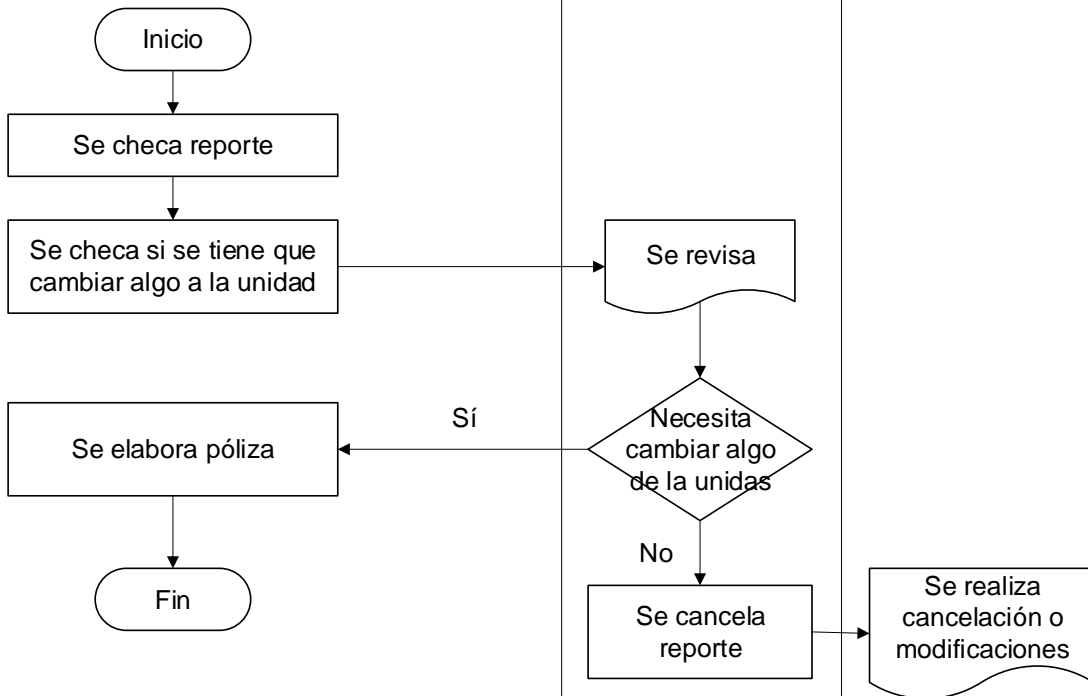 Inicio
Se checa reporte
Se checa si se tiene que
cambiar algo a la unidad
Se revisa
Necesita
cambiar algo
de la unidas
Sí
Se elabora póliza
No
Fin
Se cancela
reporte
Se realiza
cancelación o
modificaciones